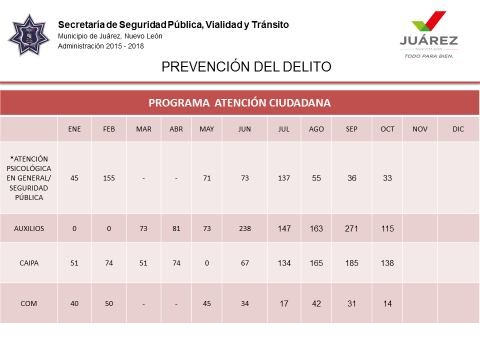 Secretaría de Seguridad Pública, Vialidad y Tránsito
Municipio de Juárez, Nuevo León
Administración 2015 - 2018
JUÁREZ
NUEVO LEÓN
TODO PARA BIEN.
PREVENCIÓN DEL DELITO
PROGRAMA ATENCIÓN CIUDADANA
ENE FEB MAR ABR MAY JUN JUL AGO SEP OCT NOV DIC
*ATENCIÓN
PSICOLÓGICA
EN GENERAL/
SEGURIDAD
PÚBLICA
45 155 - - 71 73 137 55 36 33
AUXILIOS 0 0 73 81 73 238 147 163 271 115
CAIPA 51 74 51 74 0 67 134 165 185 138
COM 40 50 - - 45 34 17 42 31 14